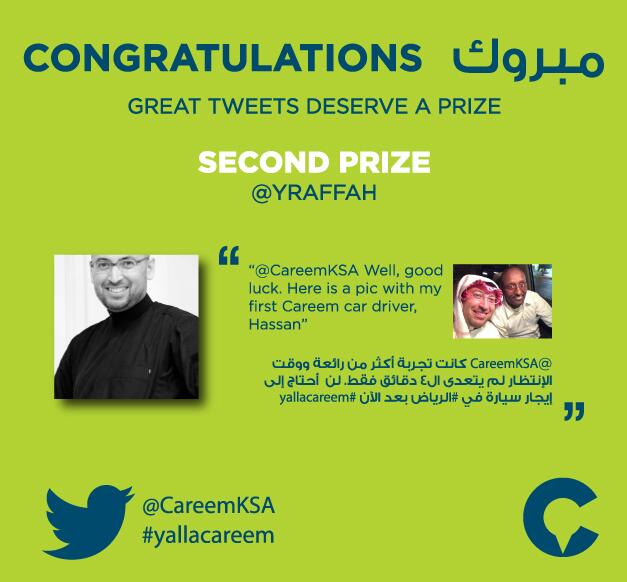 CONGRATULATIONS مبروك
GREAT TWEETS DESERVE A PRIZE
SECOND PRIZE
@YRAFFAH
“
“@CareemKSA Well, good
luck. Here is a pic with my
first Careem car driver,
Hassan”
@CareemKSA كانت تجربة أكثر من رائعة ووقت
الإنتظار لم يتعدى ال٤ دقائق فقط. لن أحتاج إلى
إيجار سيارة في #الرياض بعد الآن #yallacareem
”
@CareemKSA
#yallacareem